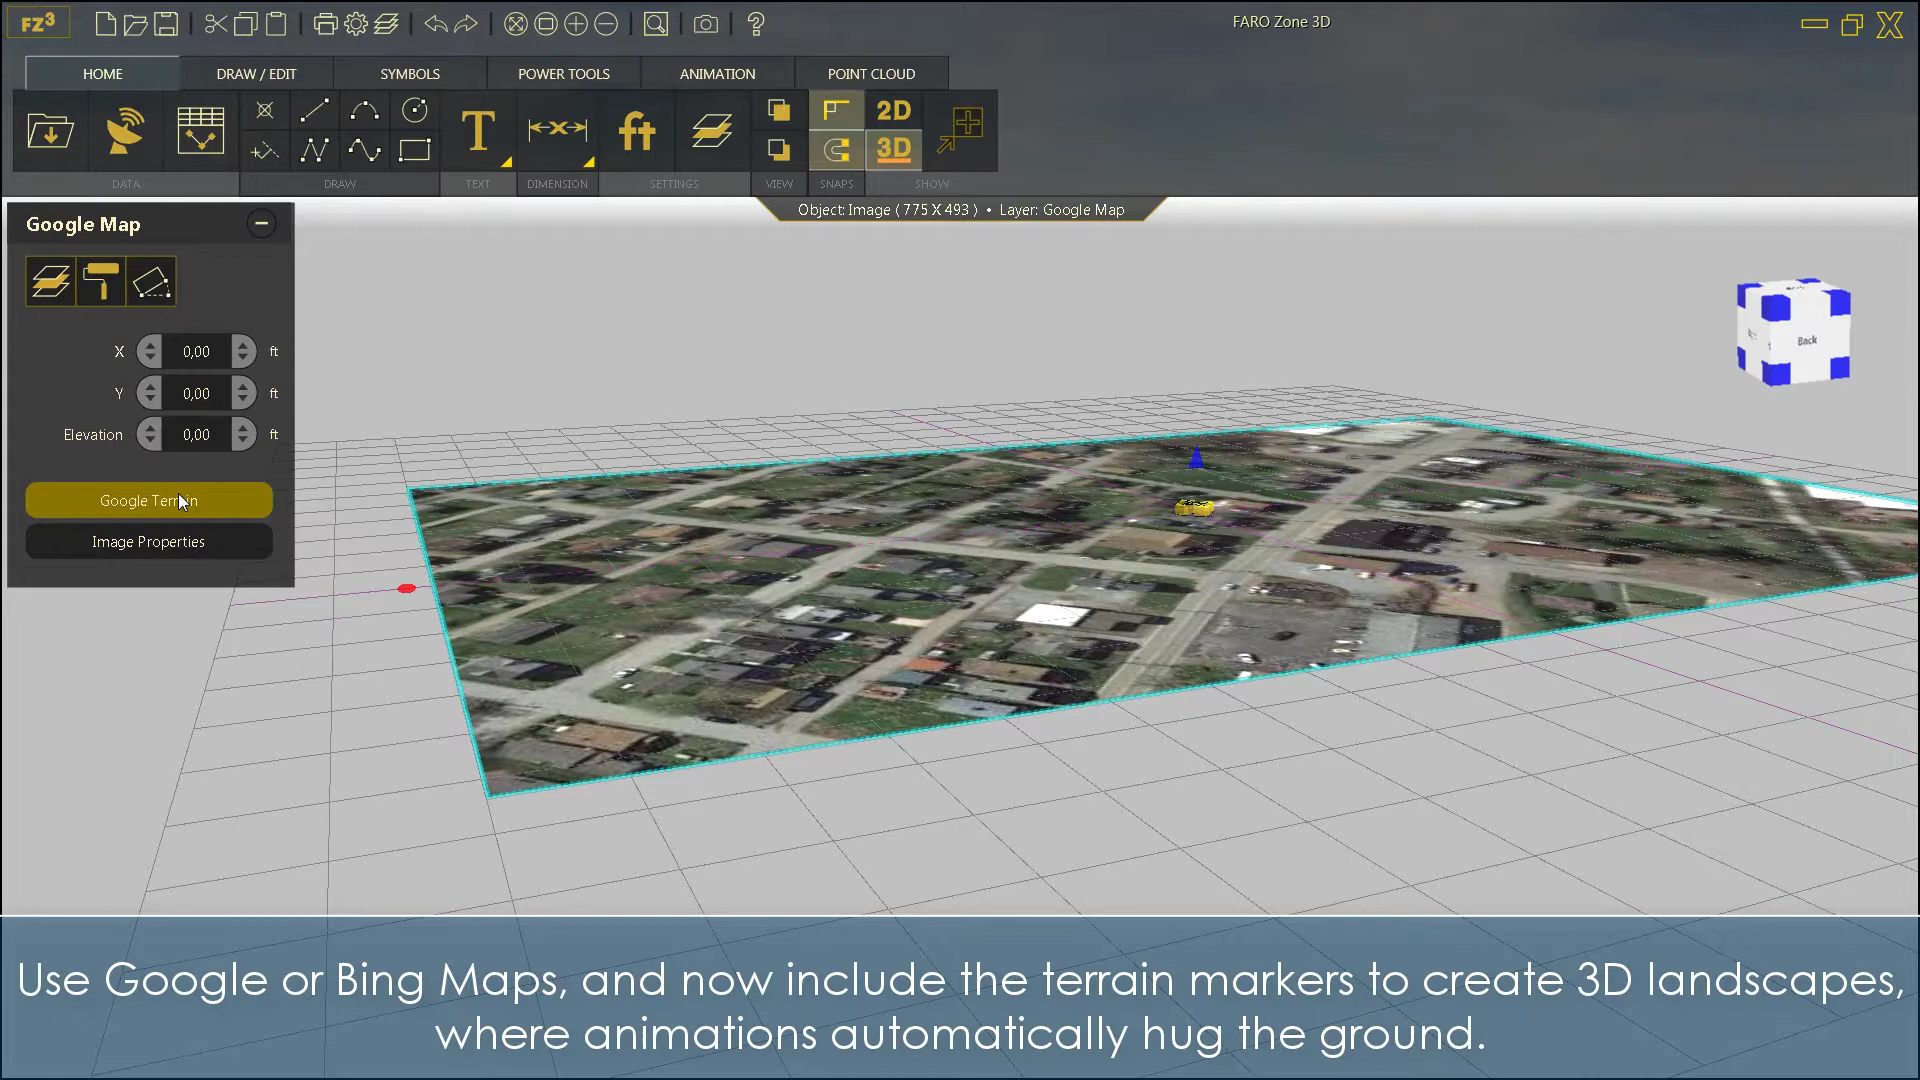 FZ3
FARO Zone 3D
HOME
DRAW / EDIT
SYMBOLS
POWER TOOLS
ANIMATION
POINT CLOUD
T
ft
2D
3D
DATA
DRAW
TEXT
DIMENSION
SETTINGS
VIEW
SNAPS
SHOW
Object: Image ( 775 X 493 ) • Layer: Google Map
Google Map
X 0,00 ft
Y 0,00 ft
Elevation 0,00 ft
Google Terrain
Image Properties
Back
Use Google or Bing Maps, and now include the terrain markers to create 3D landscapes,
where animations automatically hug the ground.